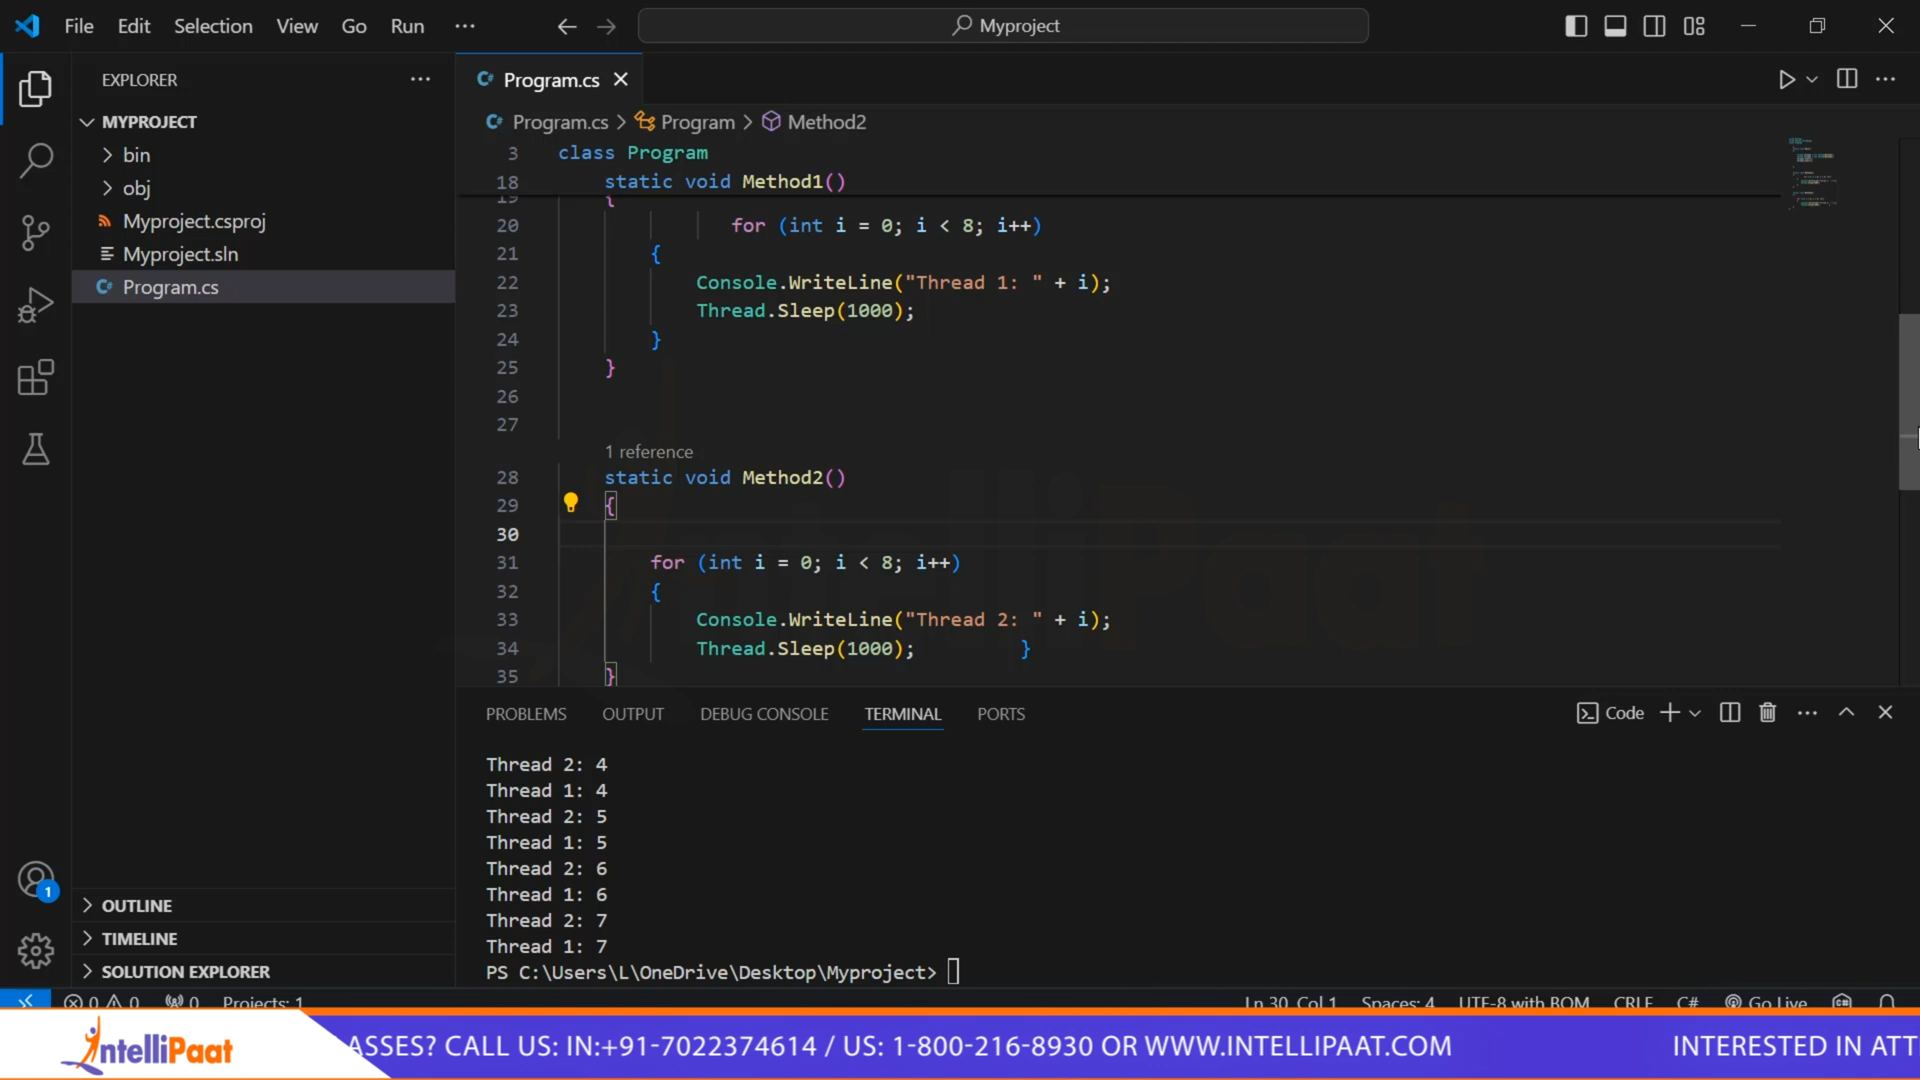 File Edit Selection View Go Run ···
Myproject
EXPLORER
MYPROJECT
bin
obj
Myproject.csproj
Myproject.sln
Program.cs
OUTLINE
TIMELINE
SOLUTION EXPLORER
1
Program.cs
Program.cs > Program > Method2
3 class Program
18 static void Method1()
19 {
20 for (int i = 0; i < 8; i++)
21 {
22 Console.WriteLine("Thread 1: " + i);
23 Thread.Sleep(1000);
24 }
25 }
26
27
1 reference
28 static void Method2()
29 {
30
31 for (int i = 0; i < 8; i++)
32 {
33 Console.WriteLine("Thread 2: " + i);
34 Thread.Sleep(1000); }
35 }
PROBLEMS OUTPUT DEBUG CONSOLE TERMINAL PORTS
Code
Thread 2: 4
Thread 1: 4
Thread 2: 5
Thread 1: 5
Thread 2: 6
Thread 1: 6
Thread 2: 7
Thread 1: 7
PS C:\Users\L\OneDrive\Desktop\Myproject>
0 0 0 Projects: 1 Ln 30, Col 1 Spaces: 4 UTF-8 with BOM CRLF C# Go Live
IntelliPaat
ASSES? CALL US: IN:+91-7022374614 / US: 1-800-216-8930 OR WWW.INTELLIPAAT.COM INTERESTED IN ATT